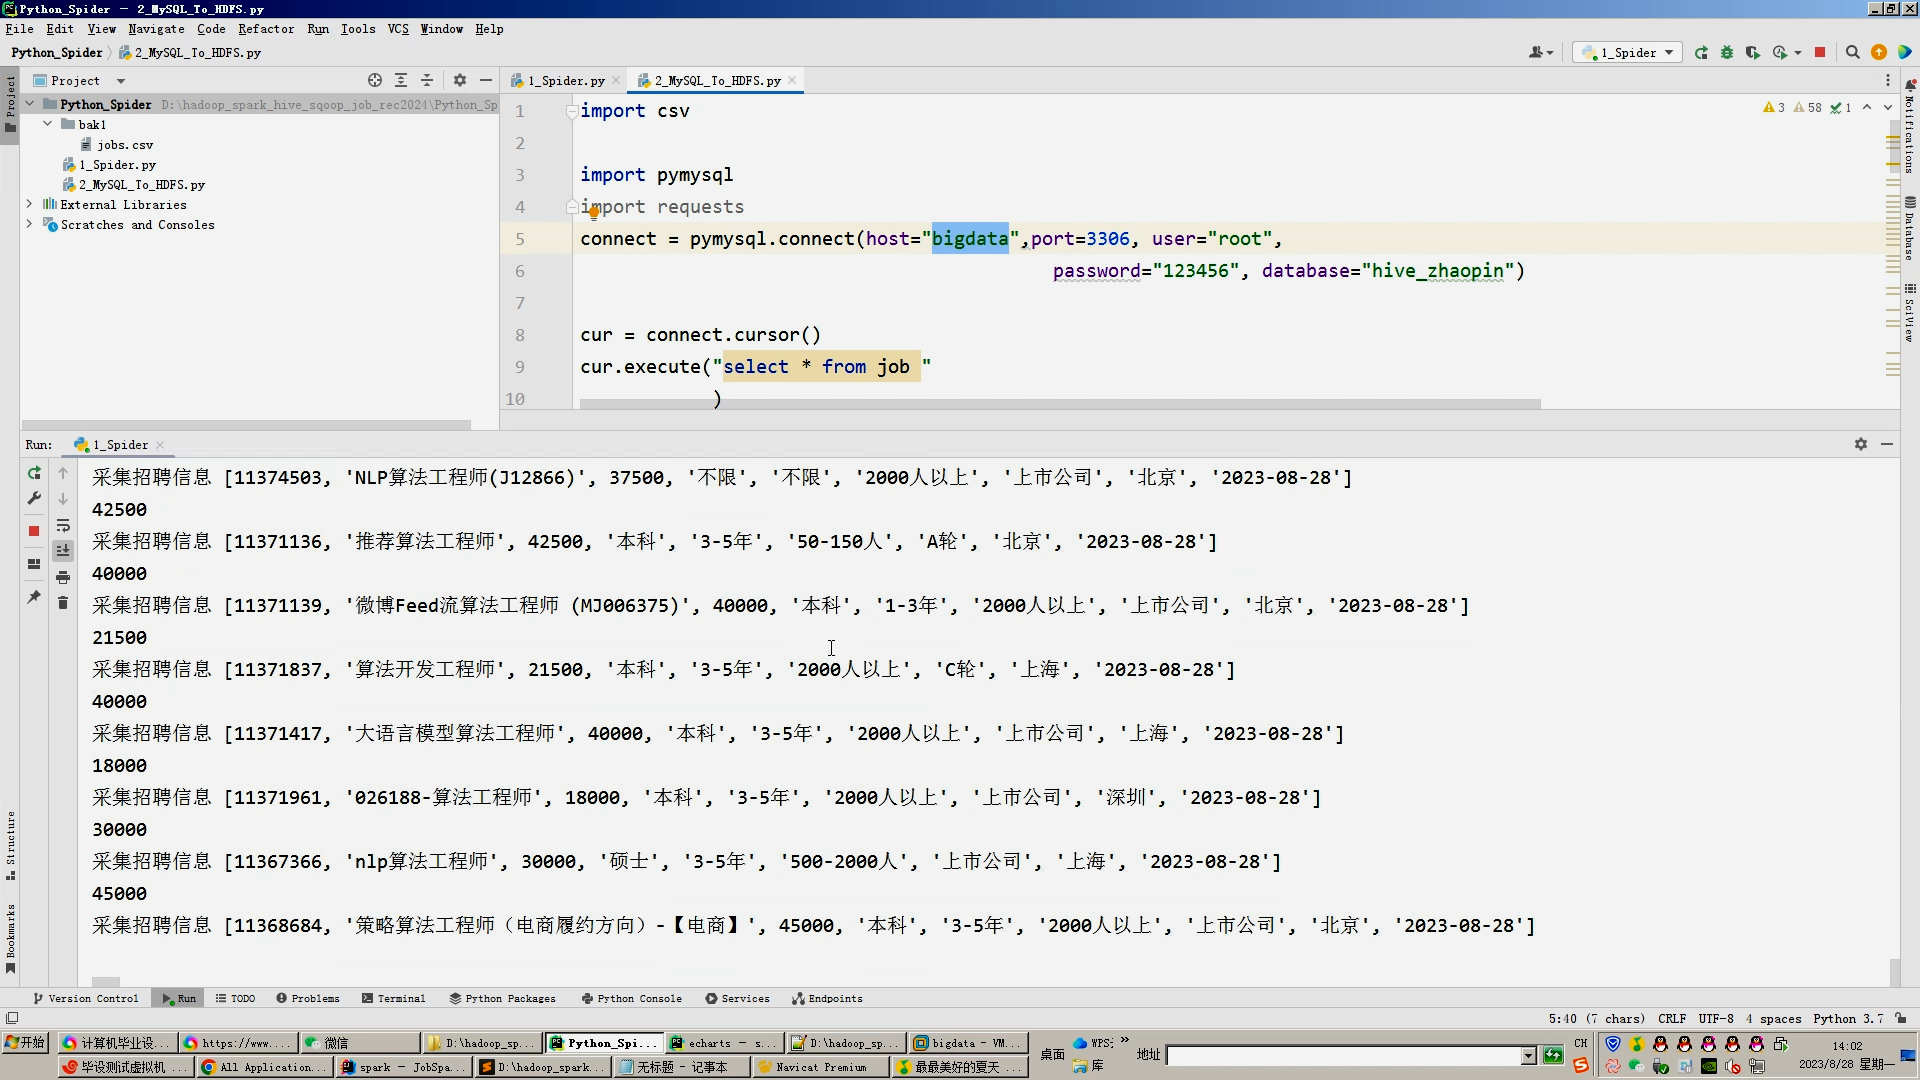 Python_Spider – 2_MySQL_To_HDFS.py
File Edit View Navigate Code Refactor Run Tools VCS Window Help
Python_Spider 2_MySQL_To_HDFS.py
1_Spider
Project
1_Spider.py 2_MySQL_To_HDFS.py
Python_Spider D:\hadoop_spark_hive_sqoop_job_rec2024\Python_Sp
bak1
jobs.csv
1_Spider.py
2_MySQL_To_HDFS.py
External Libraries
Scratches and Consoles
Project
Notifications
Database
SciView
3 58 1
1 import csv
2
3 import pymysql
4 import requests
5 connect = pymysql.connect(host="bigdata",port=3306, user="root",
6 password="123456", database="hive_zhaopin")
7
8 cur = connect.cursor()
9 cur.execute("select * from job "
10 )
Run: 1_Spider
采集招聘信息 [11374503, 'NLP算法工程师(J12866)', 37500, '不限', '不限', '2000人以上', '上市公司', '北京', '2023-08-28']
42500
采集招聘信息 [11371136, '推荐算法工程师', 42500, '本科', '3-5年', '50-150人', 'A轮', '北京', '2023-08-28']
40000
采集招聘信息 [11371139, '微博Feed流算法工程师 (MJ006375)', 40000, '本科', '1-3年', '2000人以上', '上市公司', '北京', '2023-08-28']
21500
采集招聘信息 [11371837, '算法开发工程师', 21500, '本科', '3-5年', '2000人以上', 'C轮', '上海', '2023-08-28']
40000
采集招聘信息 [11371417, '大语言模型算法工程师', 40000, '本科', '3-5年', '2000人以上', '上市公司', '上海', '2023-08-28']
18000
采集招聘信息 [11371961, '026188-算法工程师', 18000, '本科', '3-5年', '2000人以上', '上市公司', '深圳', '2023-08-28']
30000
采集招聘信息 [11367366, 'nlp算法工程师', 30000, '硕士', '3-5年', '500-2000人', '上市公司', '上海', '2023-08-28']
45000
采集招聘信息 [11368684, '策略算法工程师（电商履约方向）-【电商】', 45000, '本科', '3-5年', '2000人以上', '上市公司', '北京', '2023-08-28']
Structure
Bookmarks
Version Control Run TODO Problems Terminal Python Packages Python Console Services Endpoints
5:40 (7 chars) CRLF UTF-8 4 spaces Python 3.7
开始 计算机毕业设... https://www.... 微信 D:\hadoop_sp... Python_Spi... echarts – s... D:\hadoop_sp... bigdata - VM... 桌面 WPS 地址 CH 14:02
毕设测试虚拟机 ... All Application... spark – JobSpa... D:\hadoop_spark... 无标题 - 记事本 Navicat Premium 最最美好的夏天 ... 库 2023/8/28 星期一